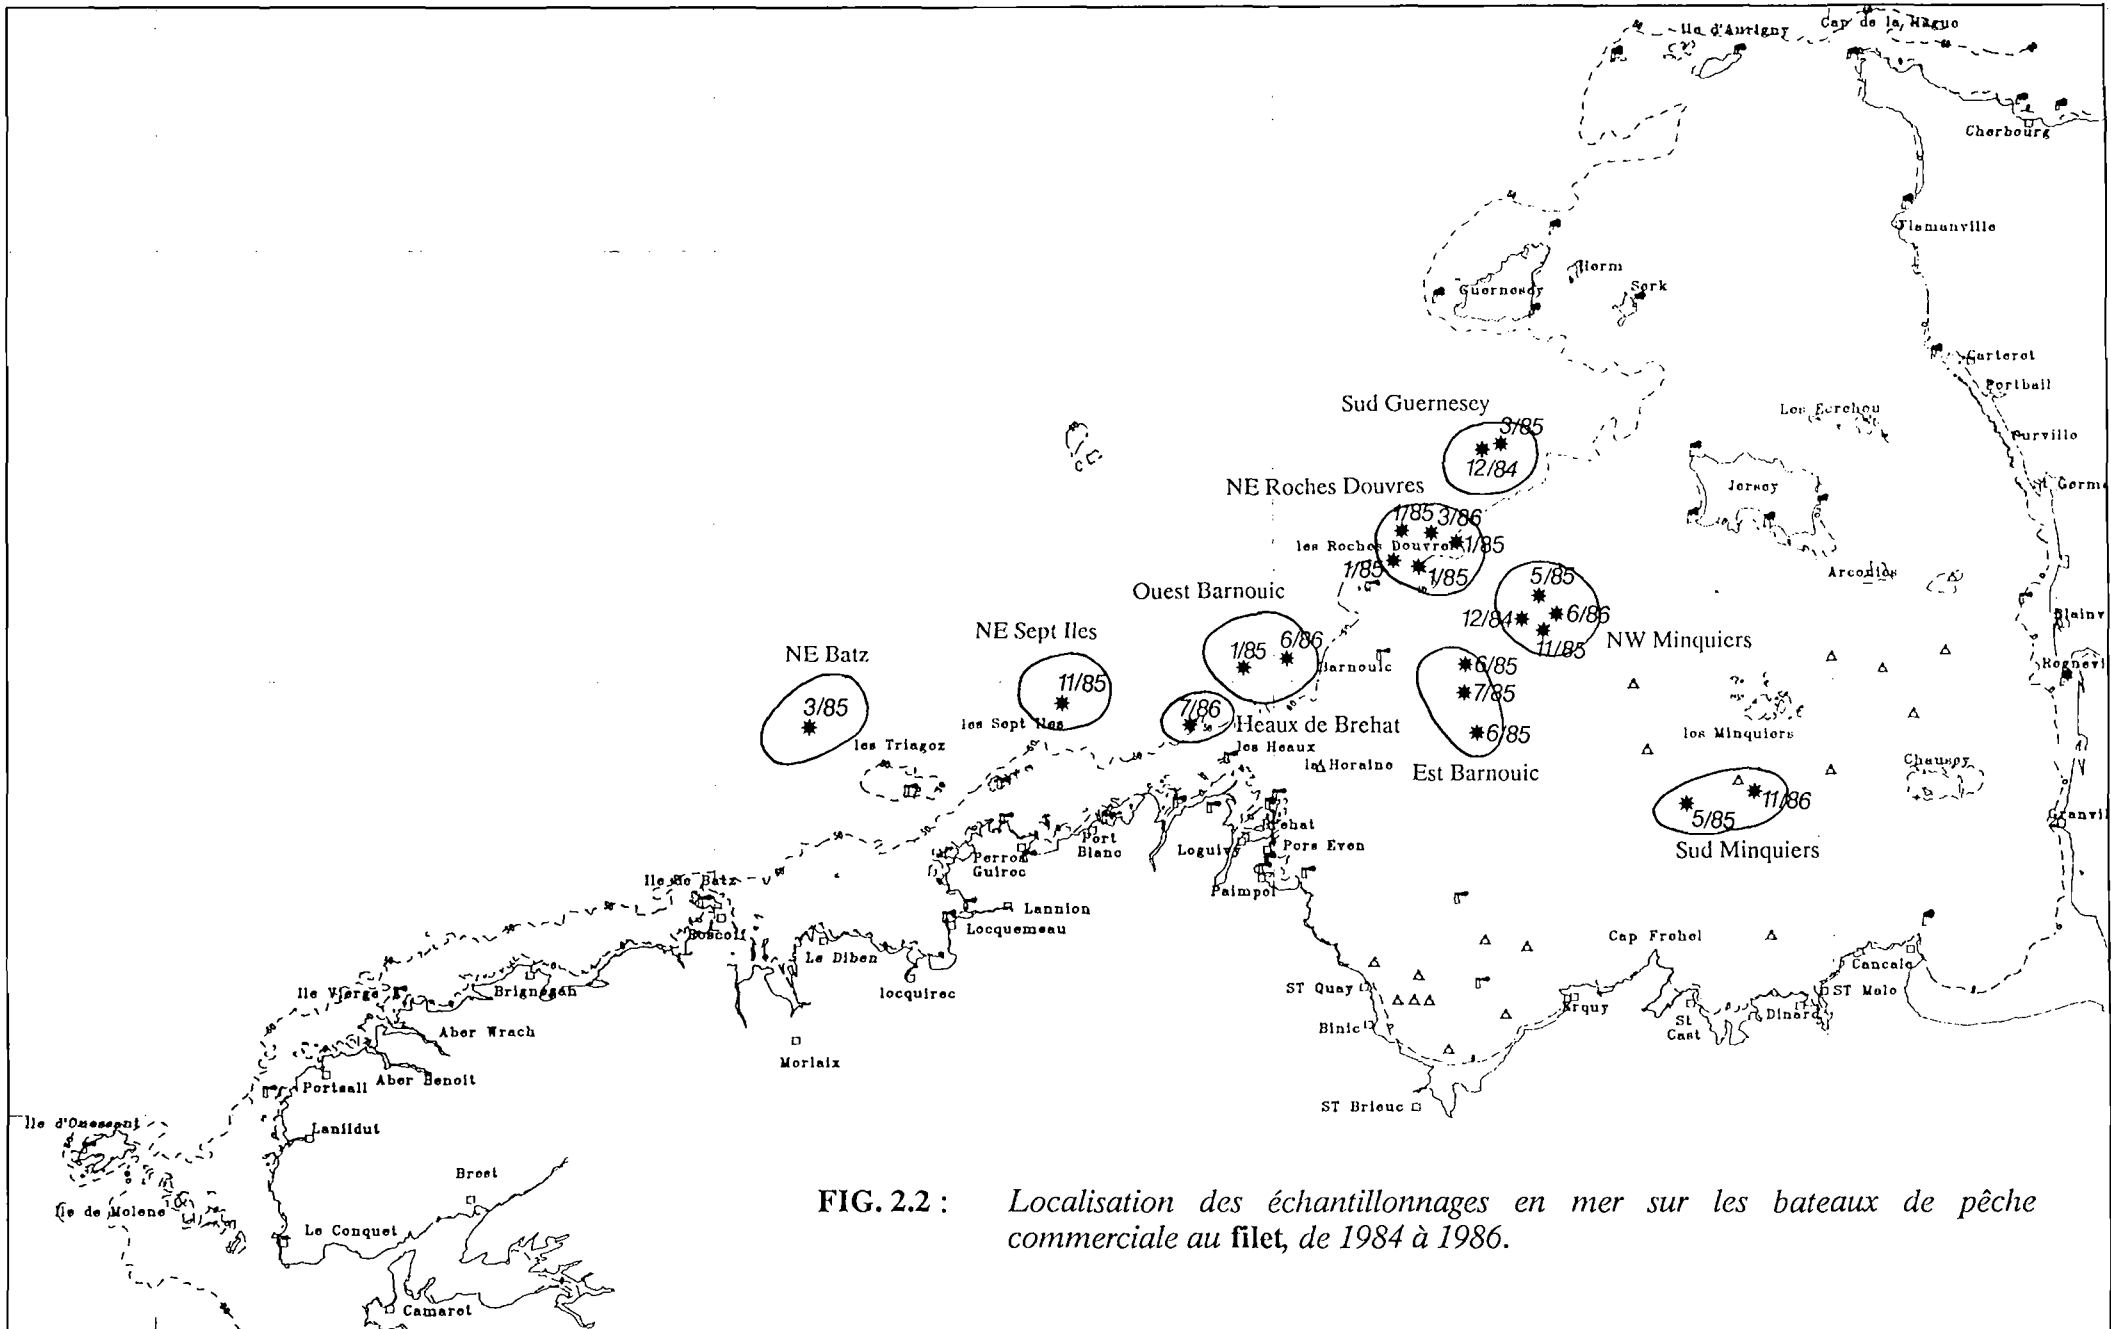 Ile d'Aurigny
Cap de la Hague
Cherbourg
Flamanville
Herm
Guernesey
Serk
Carteret
Portbail
Sud Guernesey
Les Ecrehou
Surville
3/85
12/84
NE Roches Douvres
Jersey
1/85
3/86
les Roches Douvres
1/85
1/85
1/85
5/85
Ouest Barnouic
12/84
6/86
NW Minquiers
11/85
NE Sept Iles
1/85
6/86
Barnouic
6/85
NE Batz
11/85
7/85
3/85
7/86
les Sept Iles
Heaux de Brehat
6/85
les Minquiers
les Triagoz
les Heaux
la Horaine
Est Barnouic
Chausey
11/86
5/85
Brehat
Port
Blanc
Perros
Guirec
Loguivy
Pors Even
Sud Minquiers
Ile de Batz
Paimpol
Lannion
Locquemeau
Roscoff
Le Diben
Cap Frehel
Cancale
Ile Vierge
Brignogan
locquirec
ST Quay
ST Malo
Erquy
St
Cast
Dinard
Aber Wrach
Binic
Morlaix
Portsall
Aber Benoit
ST Brieuc
Ile d'Ouessant
Lanildut
Brest
Ile de Molene
Le Conquet
Camaret
FIG. 2.2 : Localisation des échantillonnages en mer sur les bateaux de pêche
commerciale au filet, de 1984 à 1986.